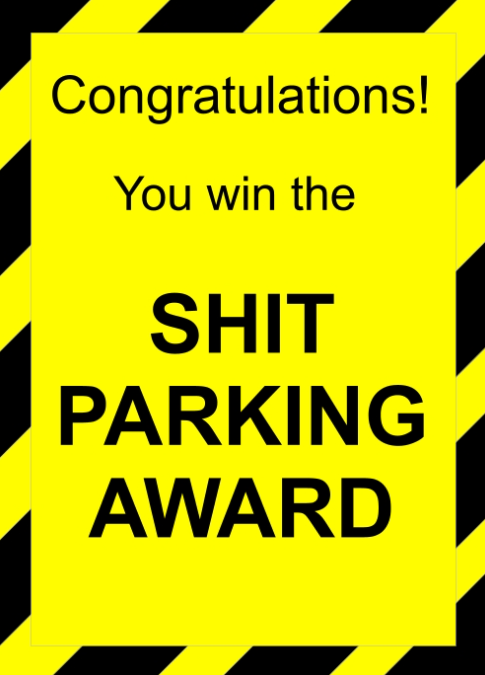 Congratulations!
You win the
SHIT
PARKING
AWARD